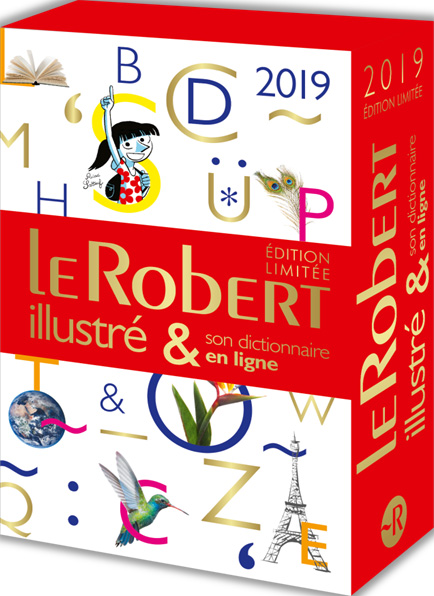 B
‘
S
C
D
2019
~
M
H
Ü
*
P
ÉDITION
LIMITÉE
LE ROBERT
illustré & son dictionnaire
en ligne
T
&
O
W
~
_
Q
:
C
Z
‘
~
E
2019
ÉDITION LIMITÉE
LE ROBERT
illustré & son dictionnaire
en ligne
~R